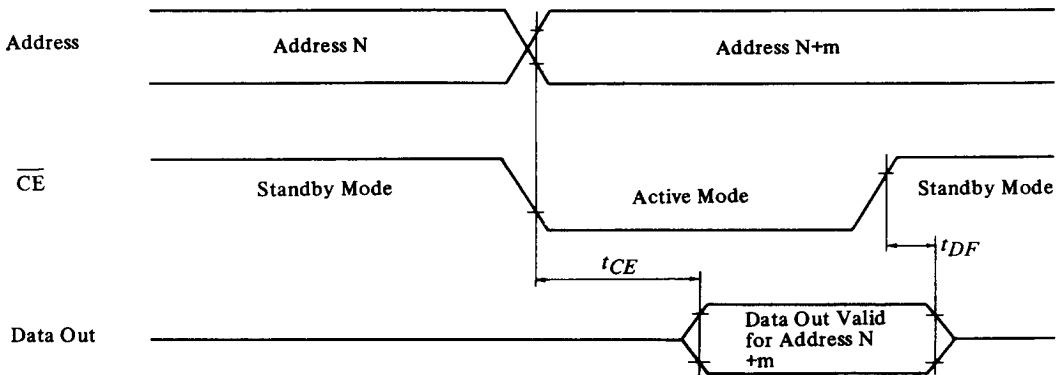 Address
Address N
Address N+m
CE
Standby Mode
Active Mode
Standby Mode
tCE
tDF
Data Out
Data Out Valid
for Address N
+m